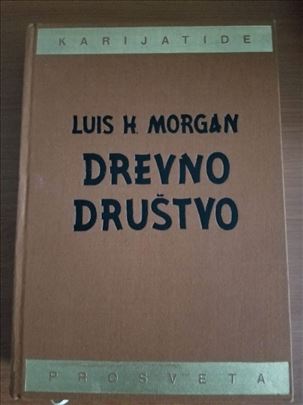 KARIJATIDE
LUIS H. MORGAN
DREVNO
DRUŠTVO
PROSVETA